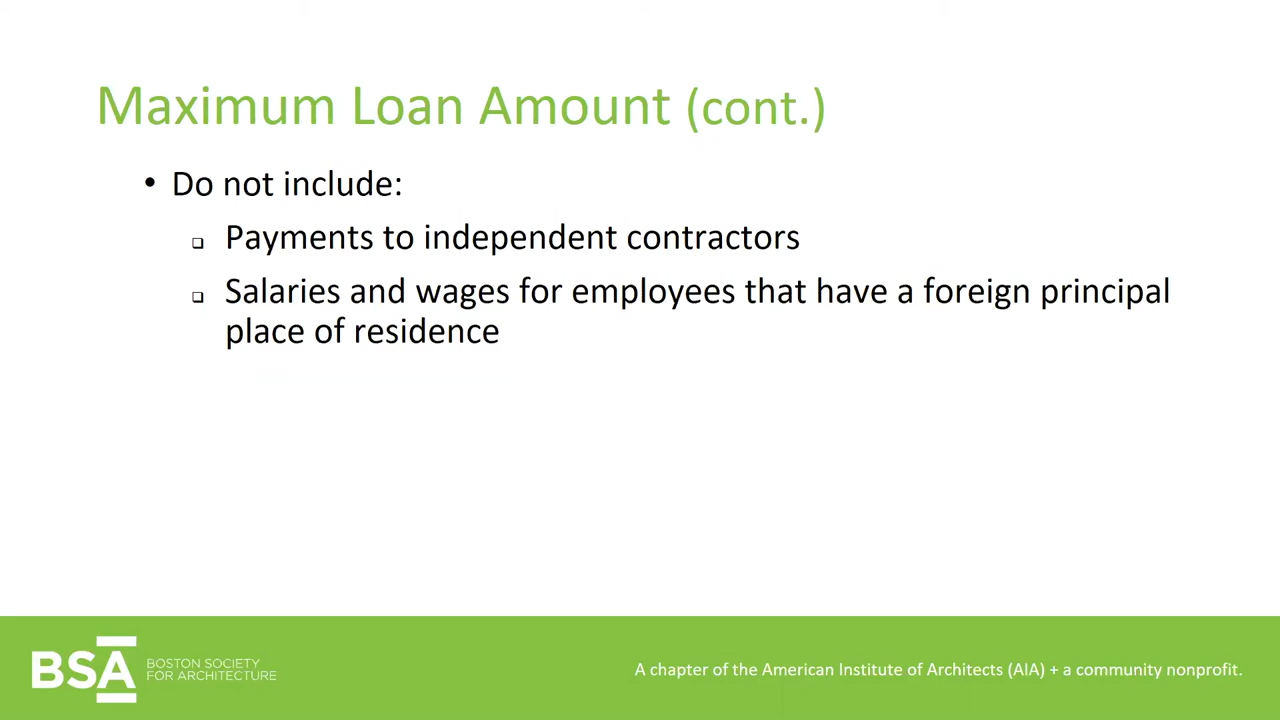 Maximum Loan Amount (cont.)
• Do not include:
❑ Payments to independent contractors
❑ Salaries and wages for employees that have a foreign principal
place of residence
BSA
BOSTON SOCIETY
FOR ARCHITECTURE
A chapter of the American Institute of Architects (AIA) + a community nonprofit.